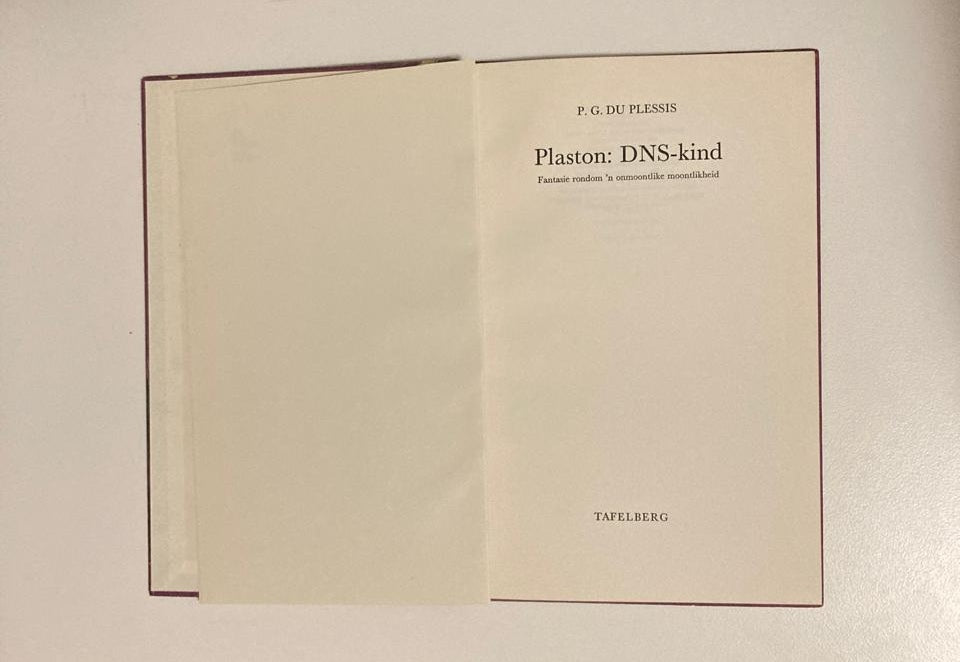 P. G. DU PLESSIS
Plaston: DNS-kind
Fantasie rondom 'n onmoontlike moontlikheid
TAFELBERG